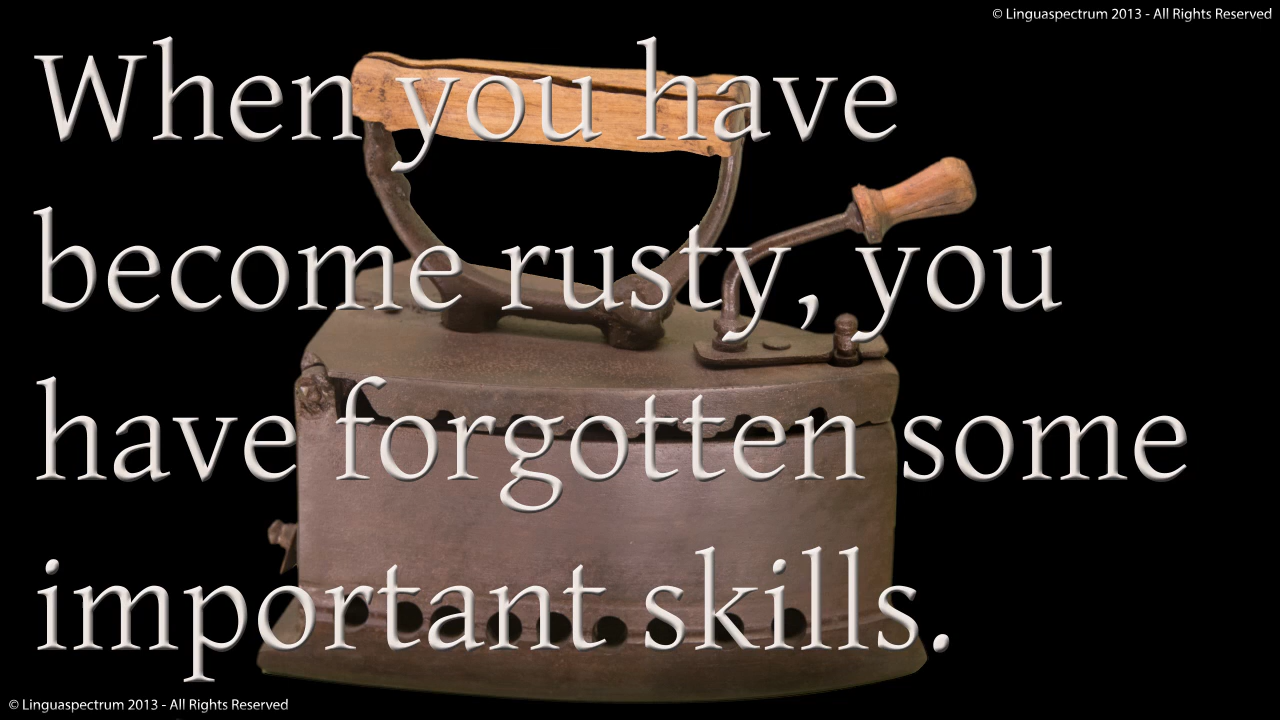 © Linguaspectrum 2013 - All Rights Reserved
When you have
become rusty, you
have forgotten some
important skills.
© Linguaspectrum 2013 - All Rights Reserved